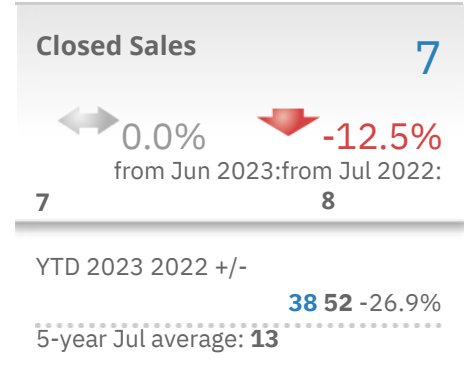 Closed Sales 7
0.0% -12.5%
from Jun 2023:from Jul 2022:
7 8
YTD 2023 2022 +/-
38 52 -26.9%
5-year Jul average: 13